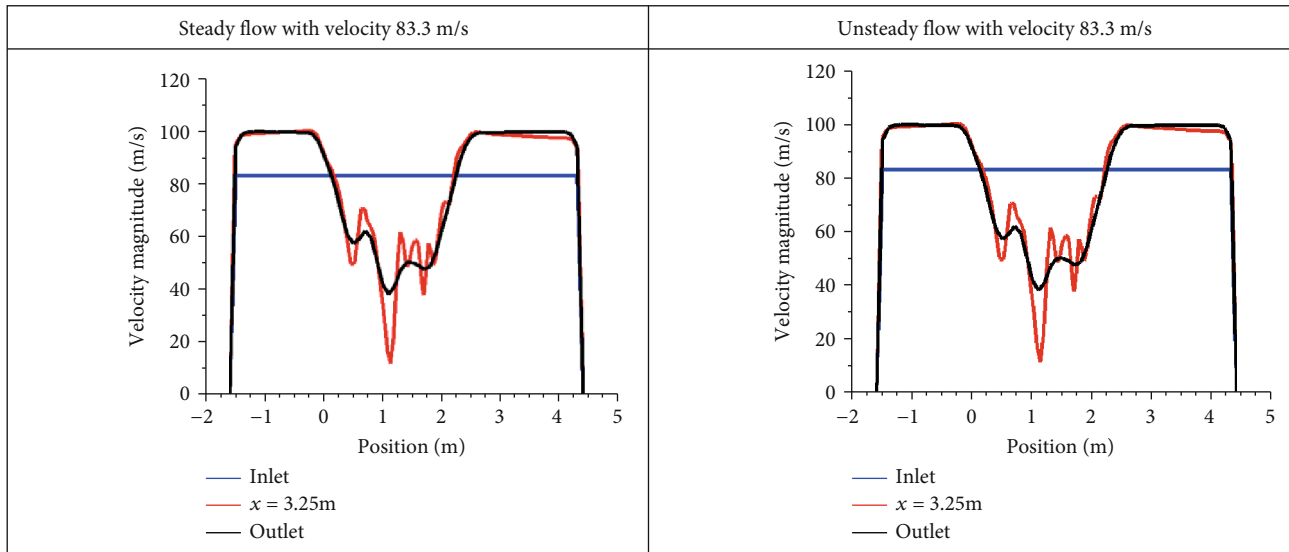 Steady flow with velocity 83.3 m/s
120
100
80
60
40
20
0
Velocity magnitude (m/s)
−2 −1 0 1 2 3 4 5
Position (m)
Inlet
x = 3.25m
Outlet
Unsteady flow with velocity 83.3 m/s
120
100
80
60
40
20
0
Velocity magnitude (m/s)
−2 −1 0 1 2 3 4 5
Position (m)
Inlet
x = 3.25m
Outlet